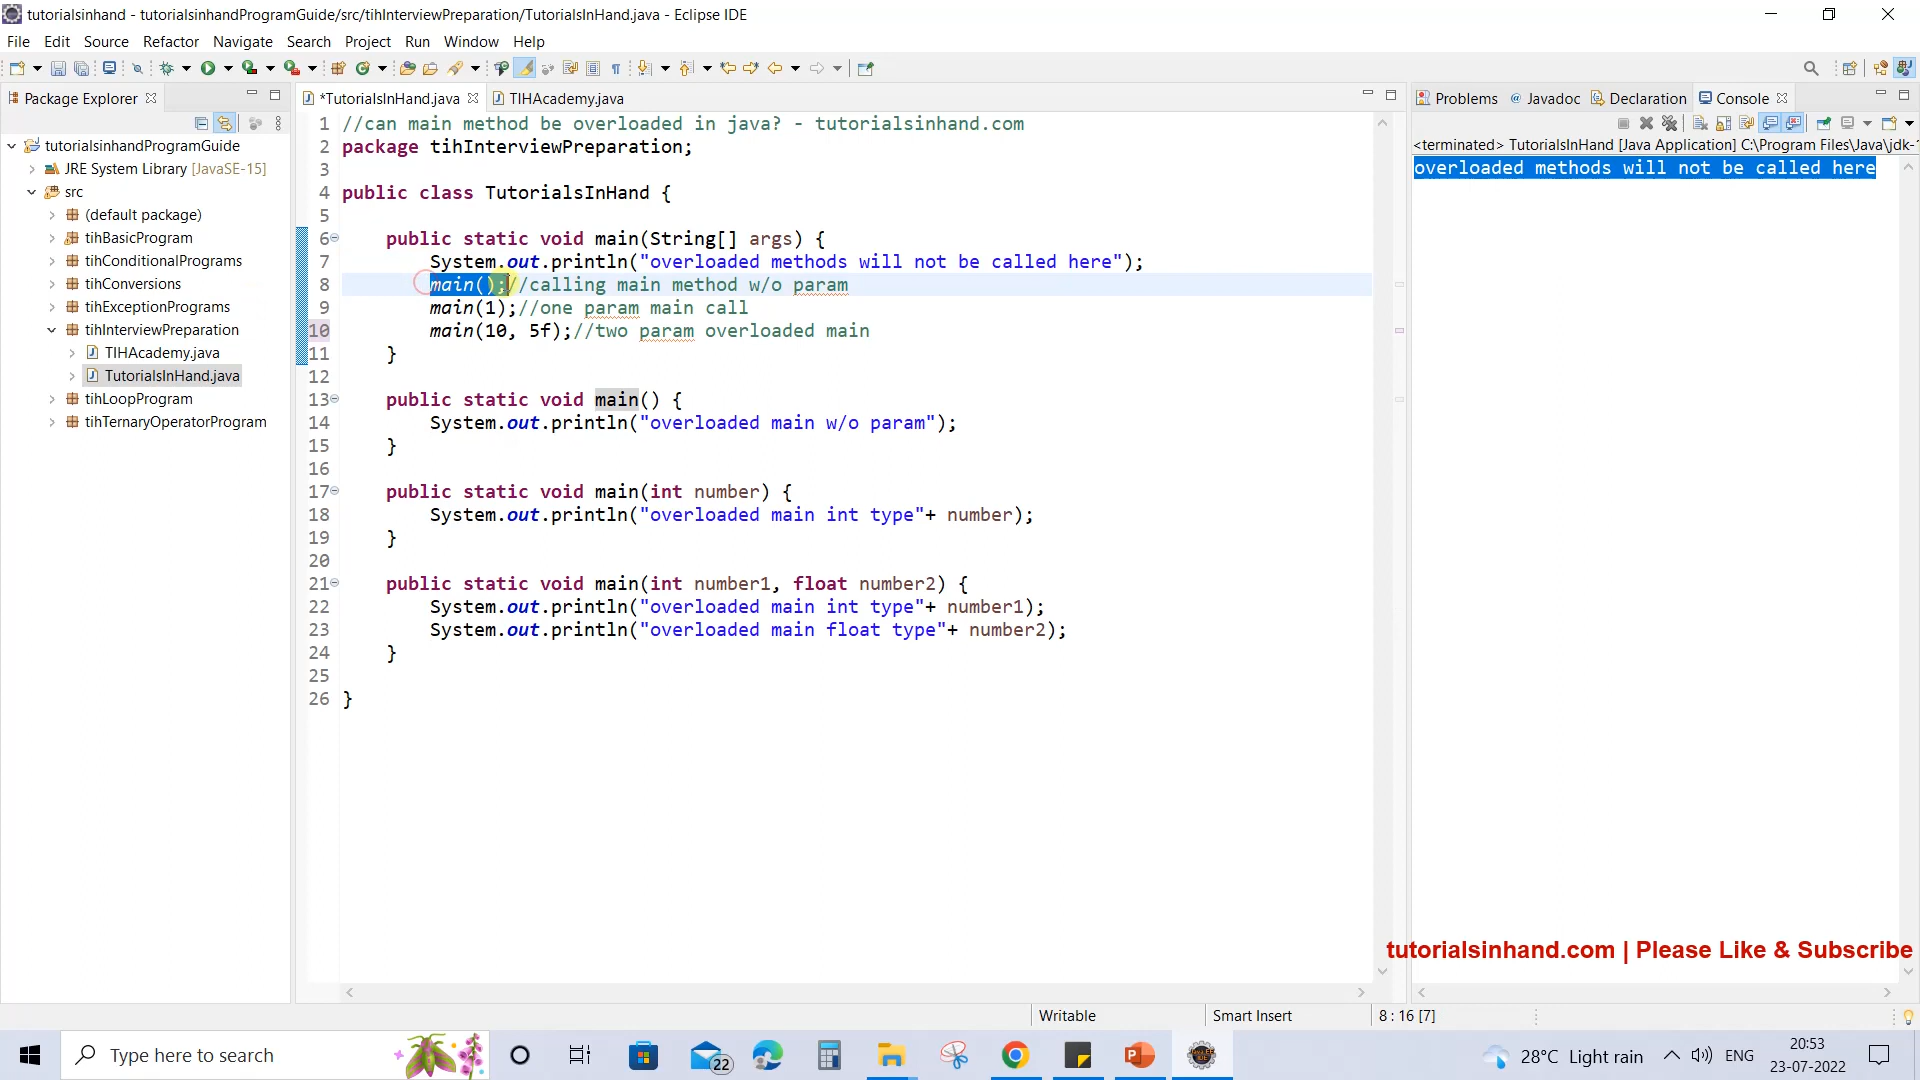 tutorialsinhand - tutorialsinhandProgramGuide/src/tihInterviewPreparation/TutorialsInHand.java - Eclipse IDE
File Edit Source Refactor Navigate Search Project Run Window Help
Package Explorer
*TutorialsInHand.java TIHAcademy.java
Problems Javadoc Declaration Console
tutorialsinhandProgramGuide
JRE System Library [JavaSE-15]
src
(default package)
tihBasicProgram
tihConditionalPrograms
tihConversions
tihExceptionPrograms
tihInterviewPreparation
TIHAcademy.java
TutorialsInHand.java
tihLoopProgram
tihTernaryOperatorProgram
1 //can main method be overloaded in java? - tutorialsinhand.com
2 package tihInterviewPreparation;
3
4 public class TutorialsInHand {
5
6 public static void main(String[] args) {
7 System.out.println("overloaded methods will not be called here");
8 main();//calling main method w/o param
9 main(1);//one param main call
10 main(10, 5f);//two param overloaded main
11 }
12
13 public static void main() {
14 System.out.println("overloaded main w/o param");
15 }
16
17 public static void main(int number) {
18 System.out.println("overloaded main int type"+ number);
19 }
20
21 public static void main(int number1, float number2) {
22 System.out.println("overloaded main int type"+ number1);
23 System.out.println("overloaded main float type"+ number2);
24 }
25
26 }
<terminated> TutorialsInHand [Java Application] C:\Program Files\Java\jdk-
overloaded methods will not be called here
tutorialsinhand.com | Please Like & Subscribe
Writable Smart Insert 8 : 16 [7]
Type here to search
22
28°C Light rain ENG
20:53
23-07-2022